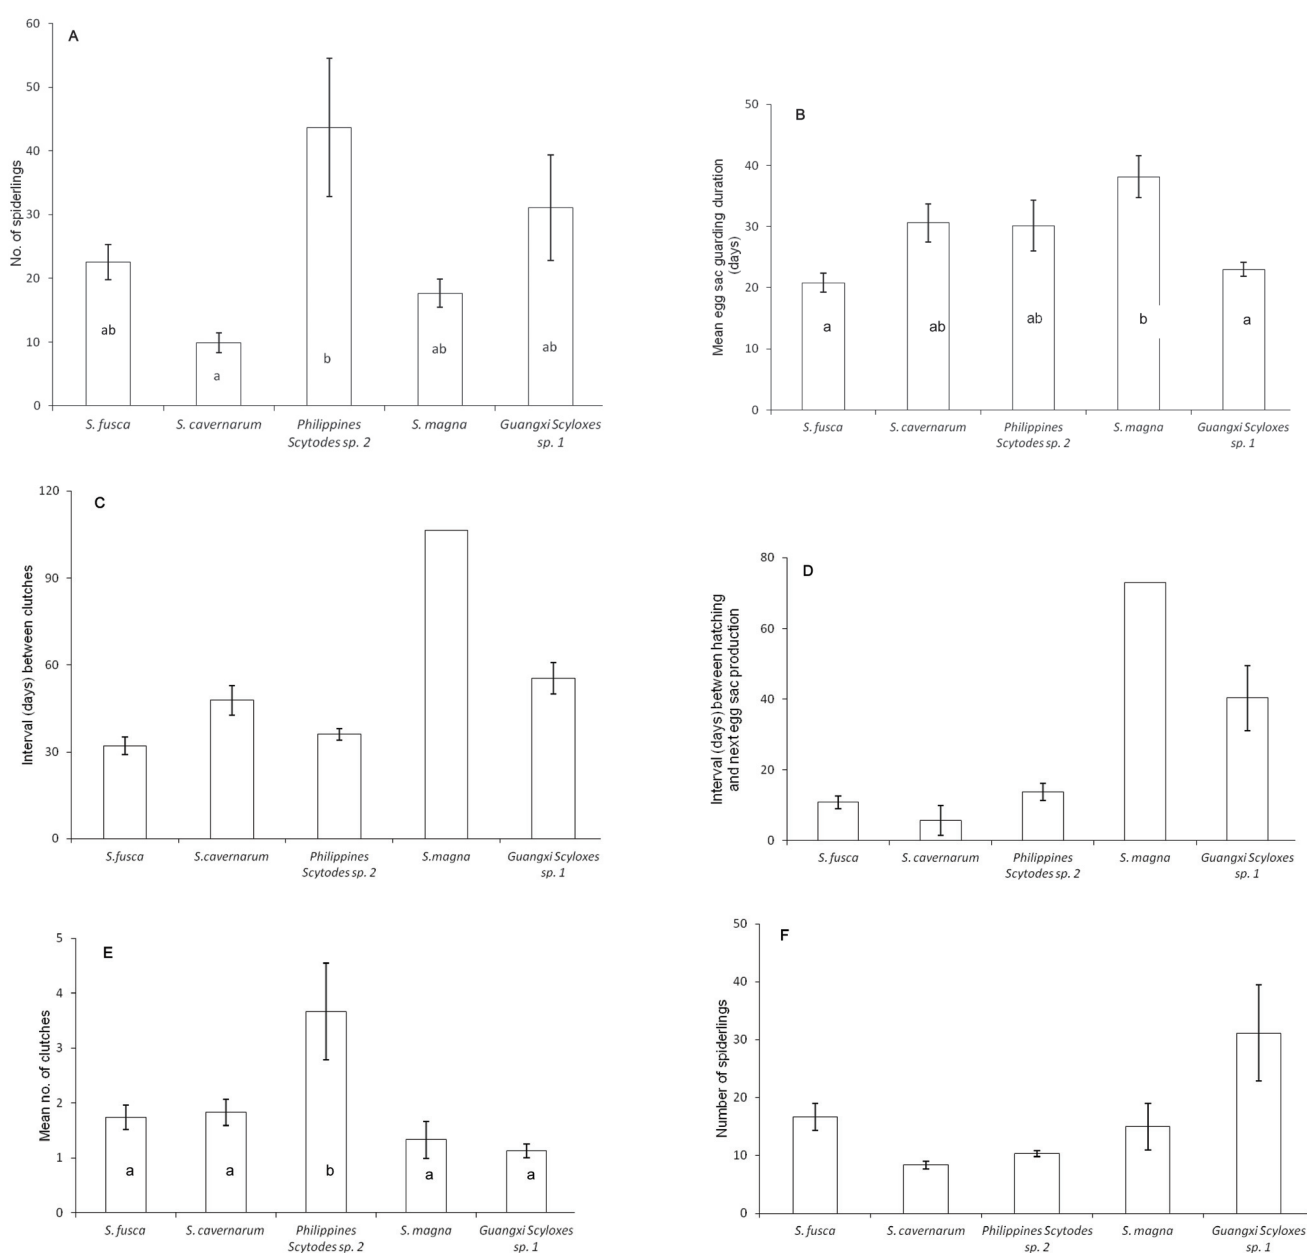 A
60
50
40
30
20
10
0
No. of spiderlings
ab
a
b
ab
ab
S. fusca
S. cavernarum
Philippines
Scytodes sp. 2
S. magna
Guangxi Scyloxes
sp. 1
B
50
40
30
20
10
0
Mean egg sac guarding duration
(days)
a
ab
ab
b
a
S. fusca
S. cavernarum
Philippines
Scytodes sp. 2
S. magna
Guangxi Scyloxes
sp. 1
C
120
90
60
30
0
Interval (days) between clutches
S.fusca
S.cavernarum
Philippines
Scytodes sp. 2
S.magna
Guangxi Scyloxes
sp. 1
D
80
60
40
20
0
Interval (days) between hatching
and next egg sac production
S. fusca
S. cavernarum
Philippines
Scytodes sp. 2
S. magna
Guangxi Scyloxes
sp. 1
E
5
4
3
2
1
0
Mean no. of clutches
a
a
b
a
a
S. fusca
S. cavernarum
Philippines
Scytodes sp. 2
S. magna
Guangxi Scyloxes
sp. 1
F
50
40
30
20
10
0
Number of spiderlings
S. fusca
S. cavernarum
Philippines Scytodes
sp. 2
S. magna
Guangxi Scyloxes
sp. 1